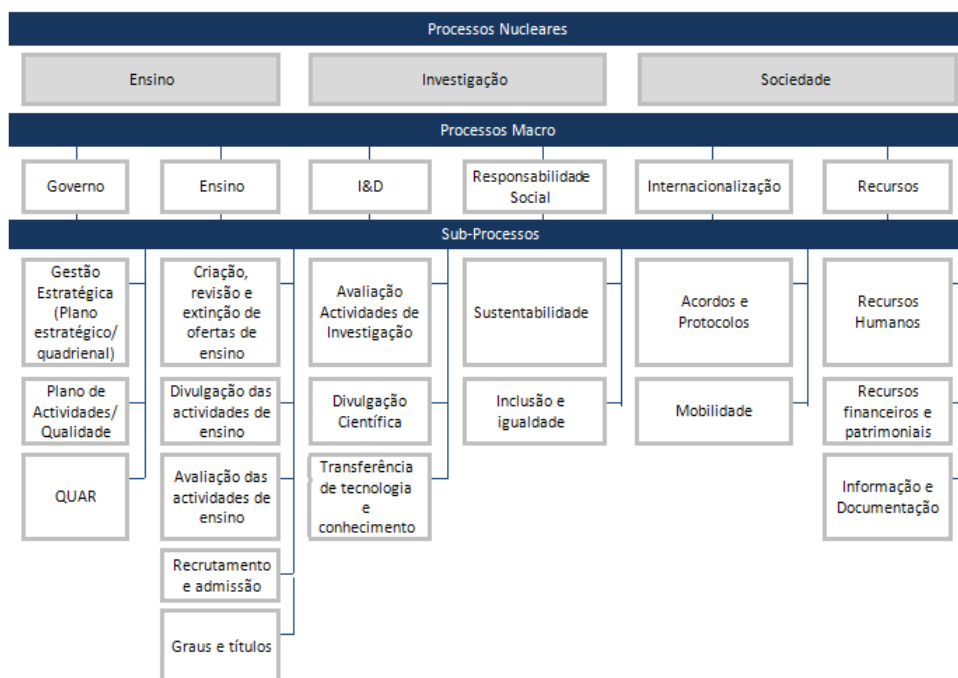 Processos Nucleares
Ensino
Investigação
Sociedade
Processos Macro
Governo
Ensino
I&D
Responsabilidade
Social
Internacionalização
Recursos
Sub-Processos
Gestão
Estratégica
(Plano
estratégico/
quadrienal)
Criação,
revisão e
extinção de
ofertas de
ensino
Avaliação
Actividades de
Investigação
Sustentabilidade
Acordos e
Protocolos
Recursos
Humanos
Plano de
Actividades/
Qualidade
Divulgação das
actividades de
ensino
Divulgação
Científica
Inclusão e
igualdade
Mobilidade
Recursos
financeiros e
patrimoniais
QUAR
Avaliação das
actividades de
ensino
Transferência
de tecnologia
e
conhecimento
Informação e
Documentação
Recrutamento
e admissão
Graus e títulos